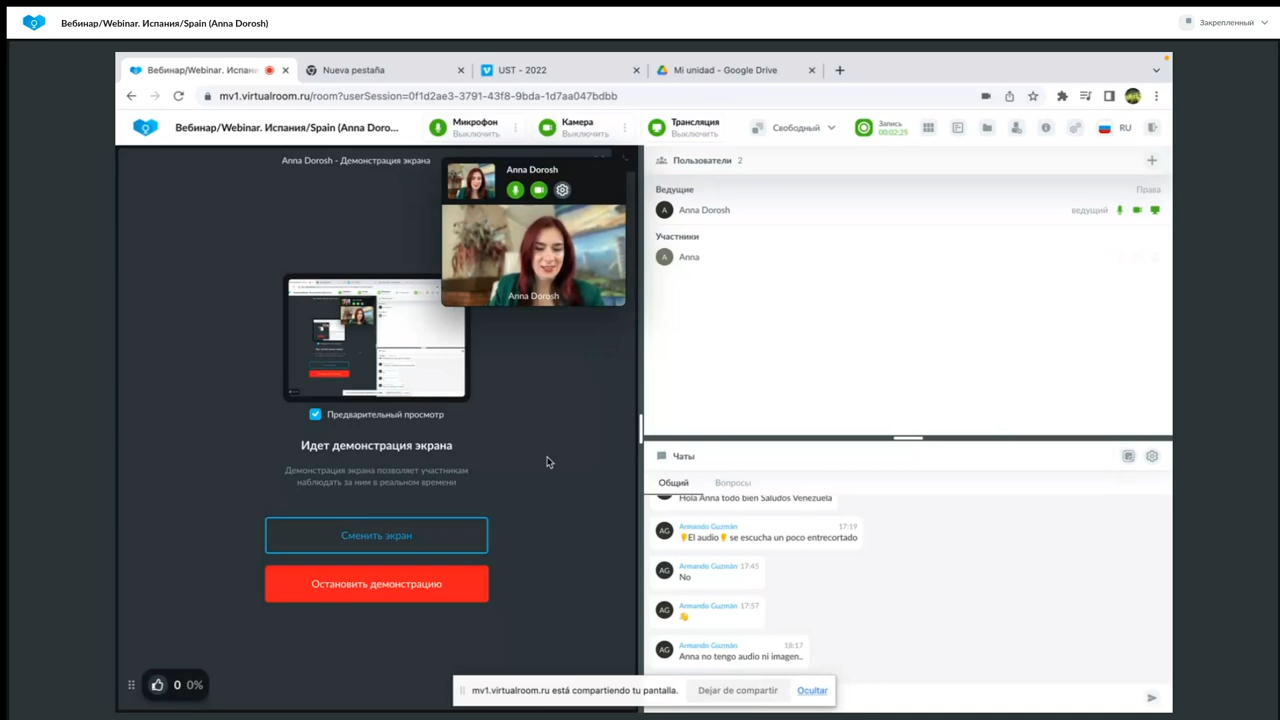 Вебинар/Webinar. Испания/Spain (Anna Dorosh)
Закрепленный
Вебинар/Webinar. Испани
Nueva pestaña
UST - 2022
Mi unidad - Google Drive
mv1.virtualroom.ru/room?userSession=0f1d2ae3-3791-43f8-9bda-1d7aa047bdbb
Вебинар/Webinar. Испания/Spain (Anna Doro...
Микрофон
Выключить
Камера
Выключить
Трансляция
Выключить
Свободный
Запись
00:02:25
RU
Anna Dorosh - Демонстрация экрана
Anna Dorosh
Anna Dorosh
Предварительный просмотр
Идет демонстрация экрана
Демонстрация экрана позволяет участникам
наблюдать за ним в реальном времени
Сменить экран
Остановить демонстрацию
0 0%
Пользователи 2
Ведущие
Права
A Anna Dorosh
ведущий
Участники
A Anna
Чаты
Общий
Вопросы
Hola Anna todo bien Saludos Venezuela
AG Armando Guzmán 17:19
El audio se escucha un poco entrecortado
AG Armando Guzmán 17:45
No
AG Armando Guzmán 17:57
AG Armando Guzmán 18:17
Anna no tengo audio ni imagen..
mv1.virtualroom.ru está compartiendo tu pantalla.
Dejar de compartir
Ocultar